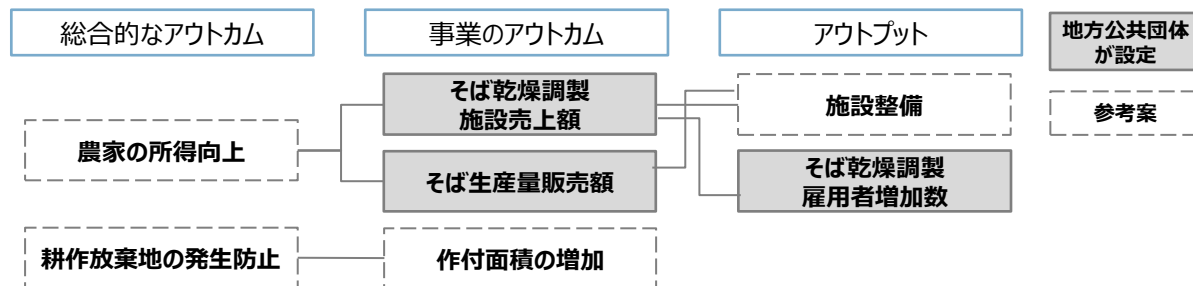 総合的なアウトカム
事業のアウトカム
アウトプット
地方公共団体
が設定
そば乾燥調製
施設売上額
施設整備
参考案
農家の所得向上
そば生産量販売額
そば乾燥調製
雇用者増加数
耕作放棄地の発生防止
作付面積の増加